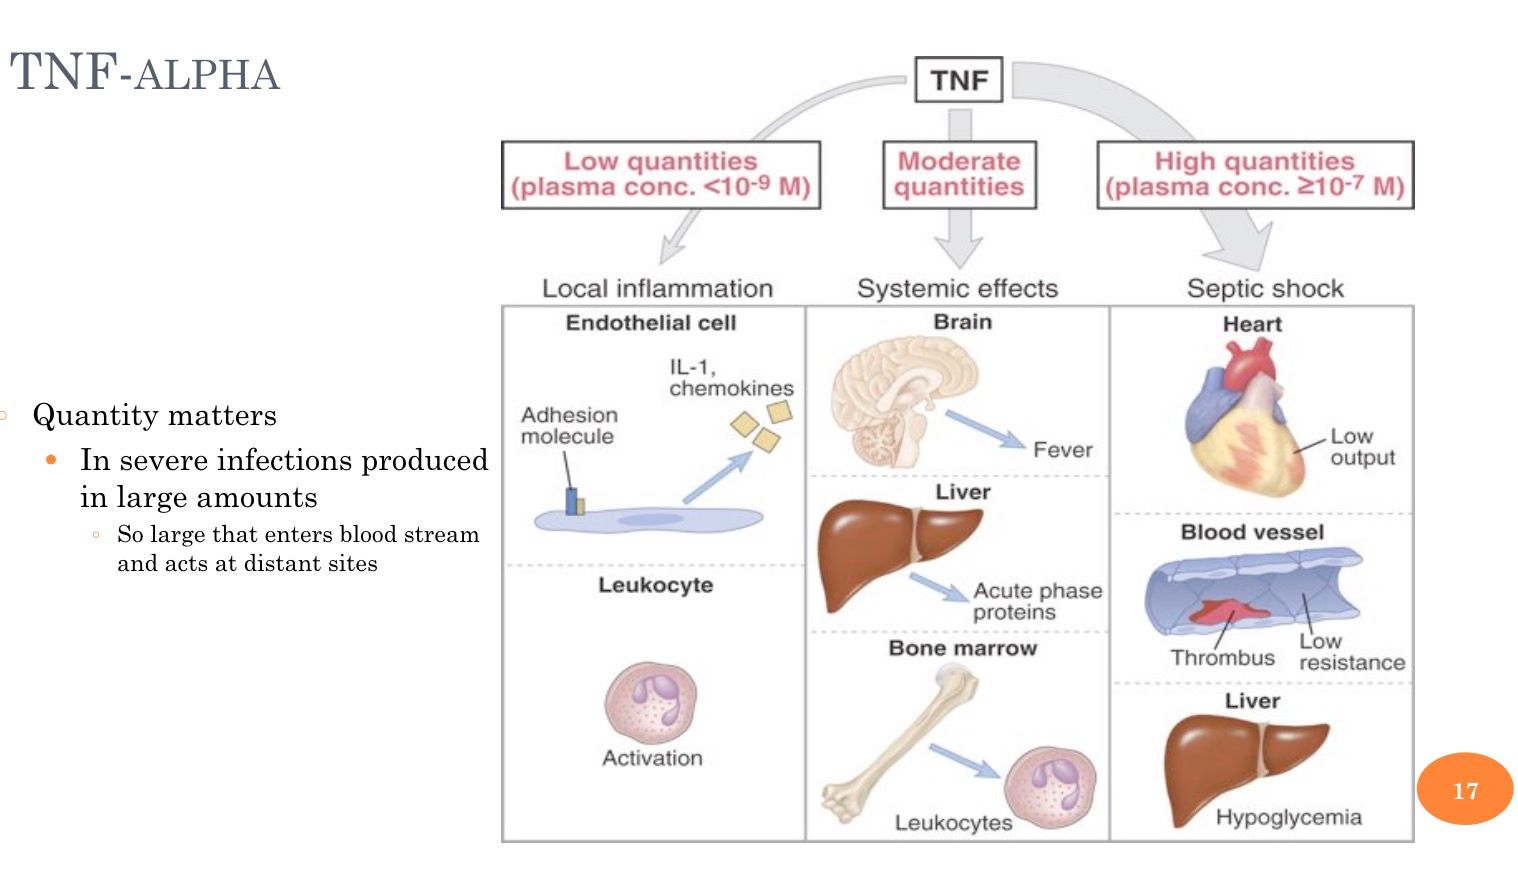 TNF-ALPHA
Quantity matters
In severe infections produced
in large amounts
So large that enters blood stream
and acts at distant sites
TNF
Low quantities
(plasma conc. <10-9 M)
Moderate
quantities
High quantities
(plasma conc. ≥10-7 M)
Local inflammation
Endothelial cell
IL-1,
chemokines
Adhesion
molecule
Leukocyte
Activation
Systemic effects
Brain
Fever
Liver
Acute phase
proteins
Bone marrow
Leukocytes
Septic shock
Heart
Low
output
Blood vessel
Thrombus
Low
resistance
Liver
Hypoglycemia
17